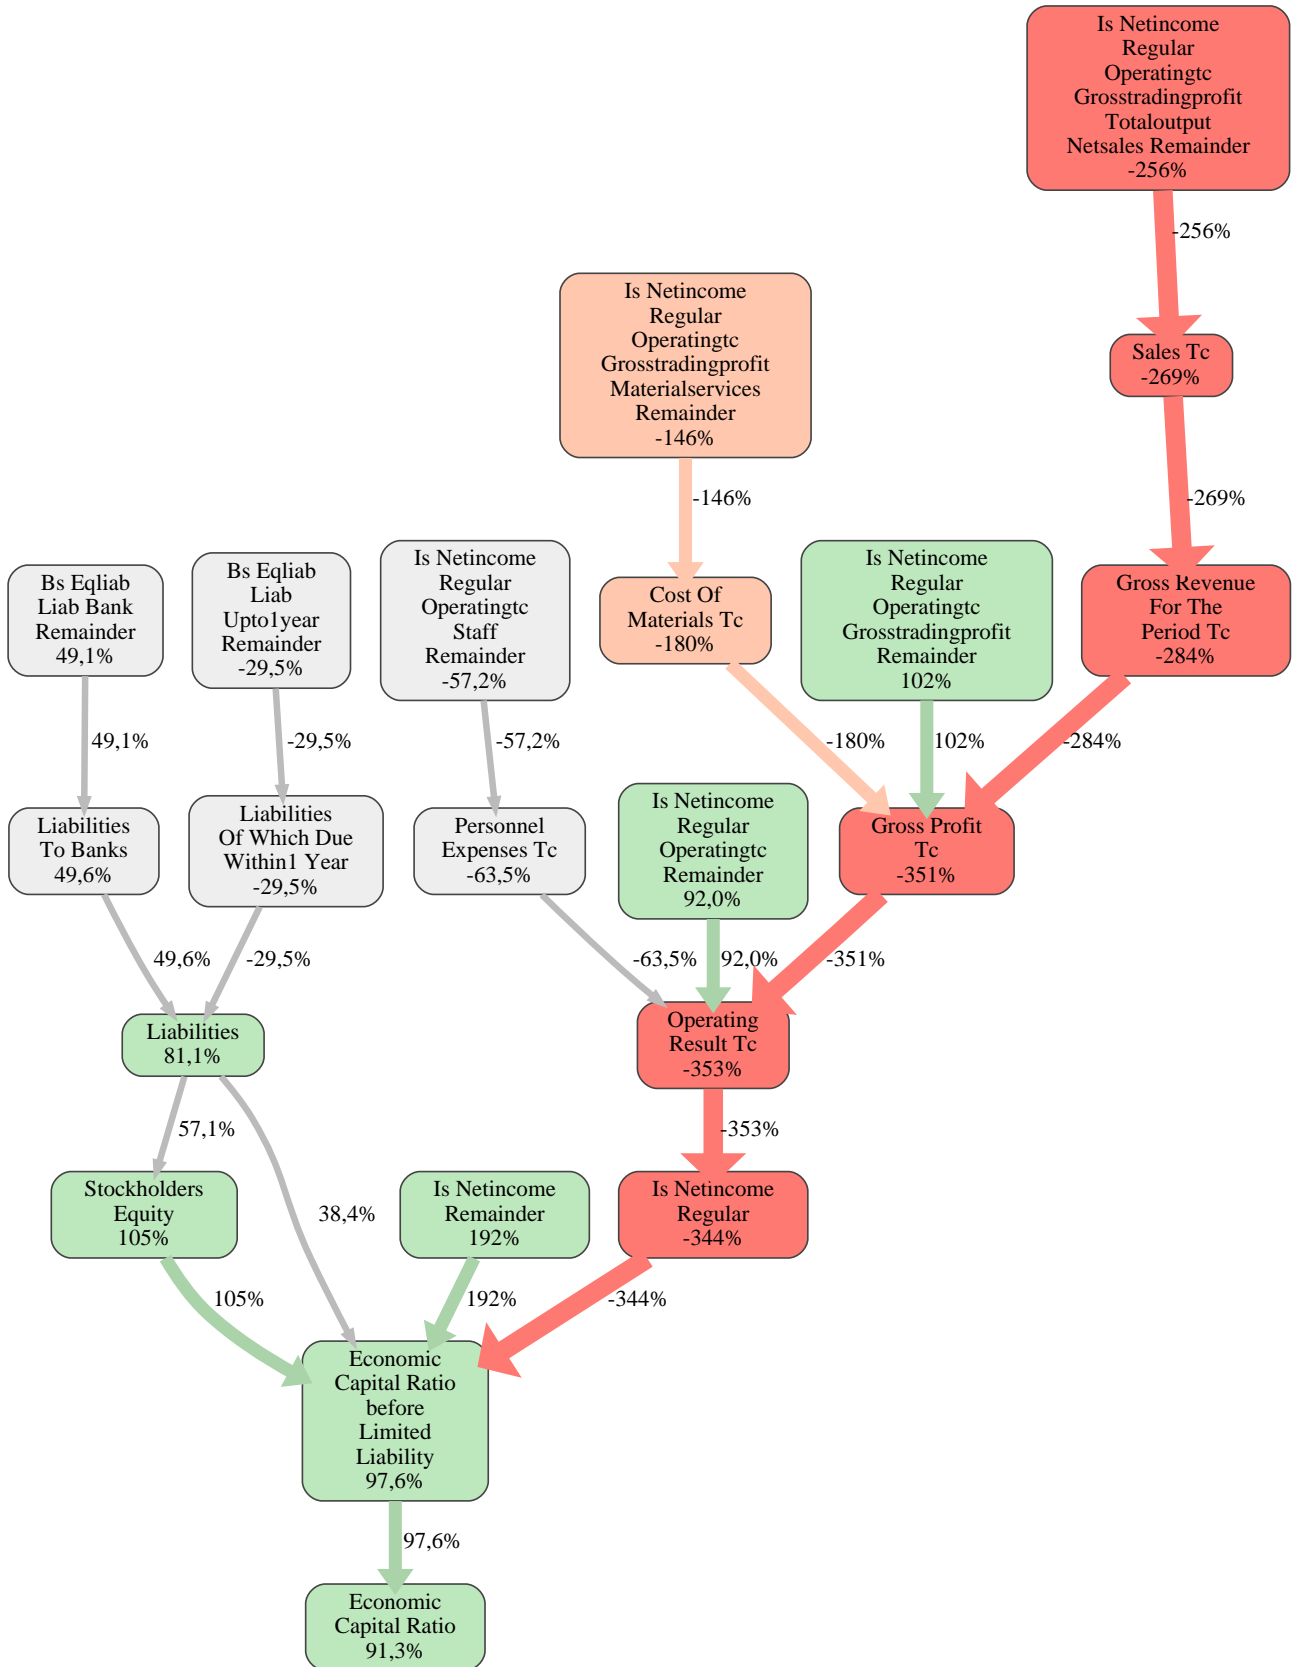 Is Netincome
Regular
Operatingtc
Grosstradingprofit
Totaloutput
Netsales Remainder
-256%
-256%
Is Netincome
Regular
Operatingtc
Grosstradingprofit
Materialservices
Remainder
-146%
Sales Tc
-269%
-146%
-269%
Bs Eqliab
Liab Bank
Remainder
49,1%
Bs Eqliab
Liab
Upto1year
Remainder
-29,5%
Is Netincome
Regular
Operatingtc
Staff
Remainder
-57,2%
Cost Of
Materials Tc
-180%
Is Netincome
Regular
Operatingtc
Grosstradingprofit
Remainder
102%
Gross Revenue
For The
Period Tc
-284%
49,1%
-29,5%
-57,2%
-180%
102%
-284%
Liabilities
To Banks
49,6%
Liabilities
Of Which Due
Within1 Year
-29,5%
Personnel
Expenses Tc
-63,5%
Is Netincome
Regular
Operatingtc
Remainder
92,0%
Gross Profit
Tc
-351%
49,6%
-29,5%
-63,5%
92,0%
-351%
Liabilities
81,1%
Operating
Result Tc
-353%
57,1%
-353%
Stockholders
Equity
105%
38,4%
Is Netincome
Remainder
192%
Is Netincome
Regular
-344%
105%
192%
-344%
Economic
Capital Ratio
before
Limited
Liability
97,6%
97,6%
Economic
Capital Ratio
91,3%